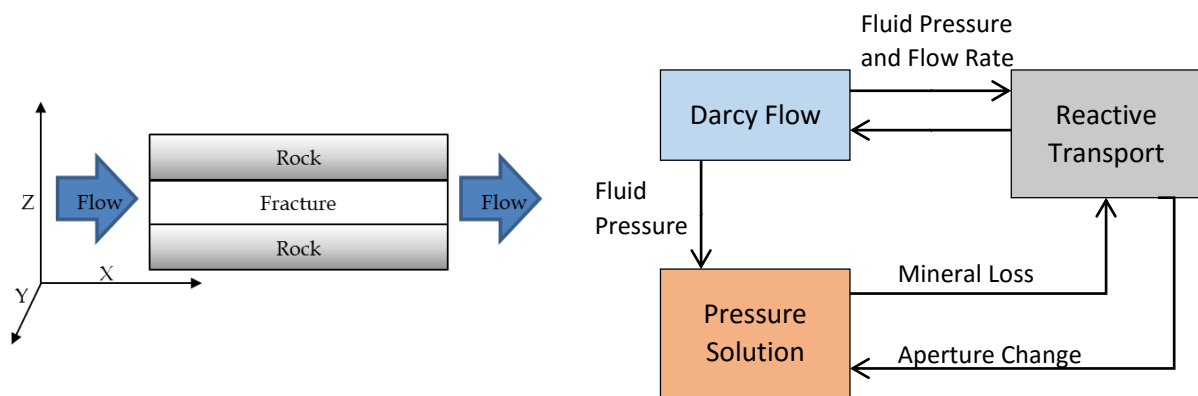 Z
Y
X
Flow
Rock
Fracture
Rock
Flow
Fluid Pressure
and Flow Rate
Darcy Flow
Reactive
Transport
Fluid
Pressure
Mineral Loss
Pressure
Solution
Aperture Change